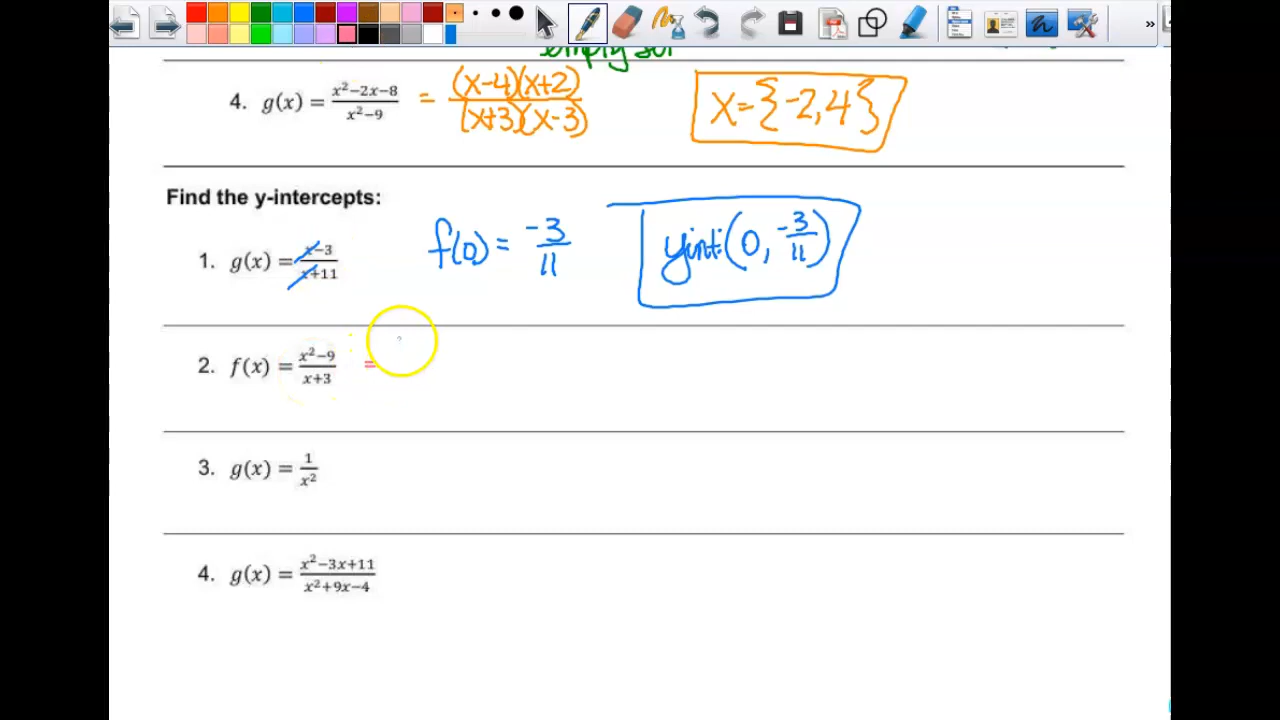 empty set
4. g(x) = x²−2x−8 / x²−9 = (x-4)(x+2) / (x+3)(x-3) x={-2,4}
Find the y-intercepts:
1. g(x) = x−3 / x+11 f(0) = -3/11 yint:(0, -3/11)
2. f(x) = x²−9 / x+3 =
3. g(x) = 1 / x²
4. g(x) = x²−3x+11 / x²+9x−4